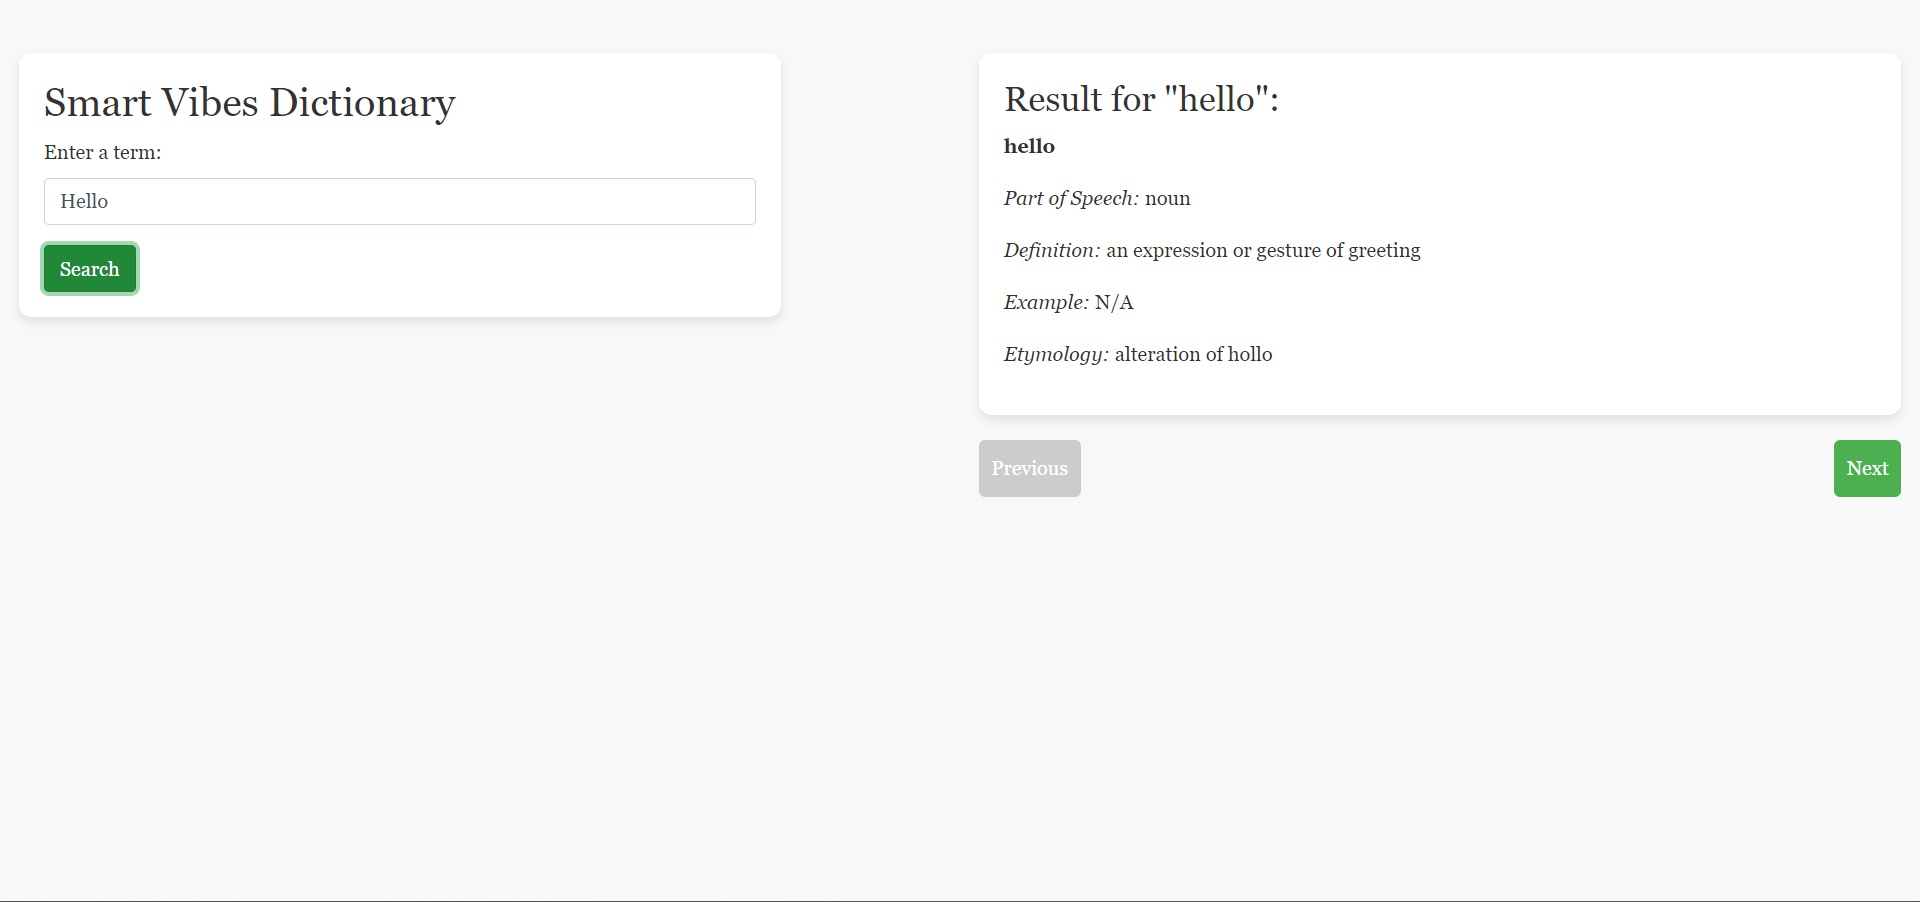 Smart Vibes Dictionary
Enter a term:
Hello
Search
Result for "hello":
hello
Part of Speech: noun
Definition: an expression or gesture of greeting
Example: N/A
Etymology: alteration of hollo
Previous
Next